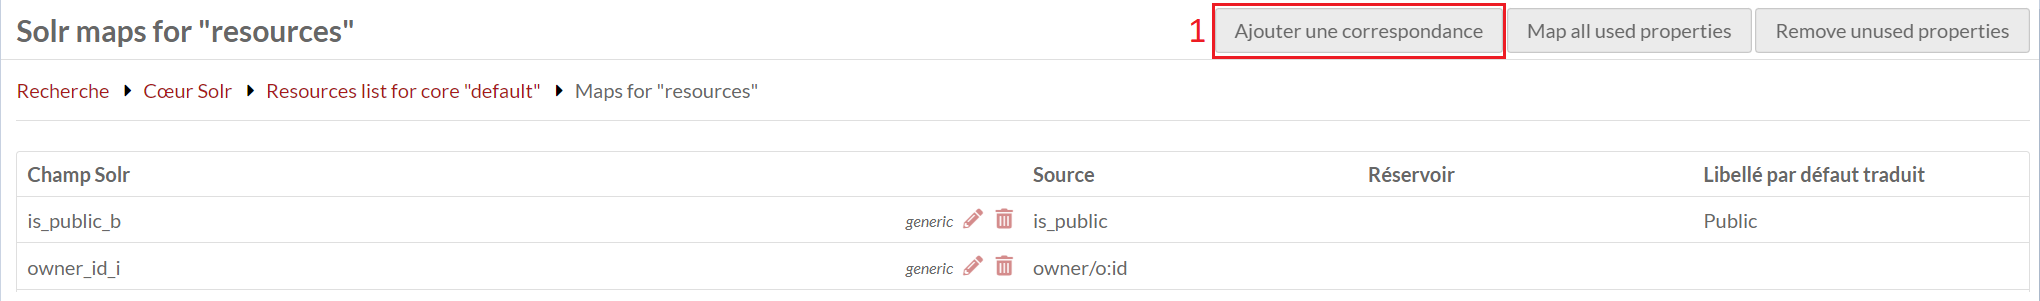 Solr maps for "resources"
1 Ajouter une correspondance Map all used properties Remove unused properties
Recherche Cœur Solr Resources list for core "default" Maps for "resources"
Champ Solr Source Réservoir Libellé par défaut traduit
is_public_b generic is_public Public
owner_id_i generic owner/o:id